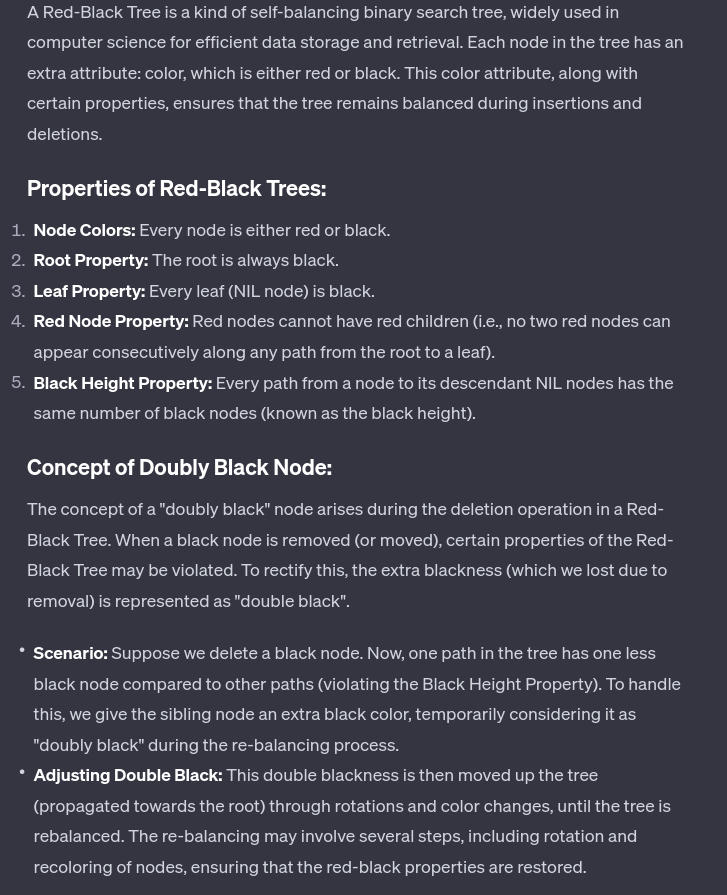 A Red-Black Tree is a kind of self-balancing binary search tree, widely used in
computer science for efficient data storage and retrieval. Each node in the tree has an
extra attribute: color, which is either red or black. This color attribute, along with
certain properties, ensures that the tree remains balanced during insertions and
deletions.
Properties of Red-Black Trees:
1. Node Colors: Every node is either red or black.
2. Root Property: The root is always black.
3. Leaf Property: Every leaf (NIL node) is black.
4. Red Node Property: Red nodes cannot have red children (i.e., no two red nodes can
appear consecutively along any path from the root to a leaf).
5. Black Height Property: Every path from a node to its descendant NIL nodes has the
same number of black nodes (known as the black height).
Concept of Doubly Black Node:
The concept of a "doubly black" node arises during the deletion operation in a Red-
Black Tree. When a black node is removed (or moved), certain properties of the Red-
Black Tree may be violated. To rectify this, the extra blackness (which we lost due to
removal) is represented as "double black".
• Scenario: Suppose we delete a black node. Now, one path in the tree has one less
black node compared to other paths (violating the Black Height Property). To handle
this, we give the sibling node an extra black color, temporarily considering it as
"doubly black" during the re-balancing process.
• Adjusting Double Black: This double blackness is then moved up the tree
(propagated towards the root) through rotations and color changes, until the tree is
rebalanced. The re-balancing may involve several steps, including rotation and
recoloring of nodes, ensuring that the red-black properties are restored.